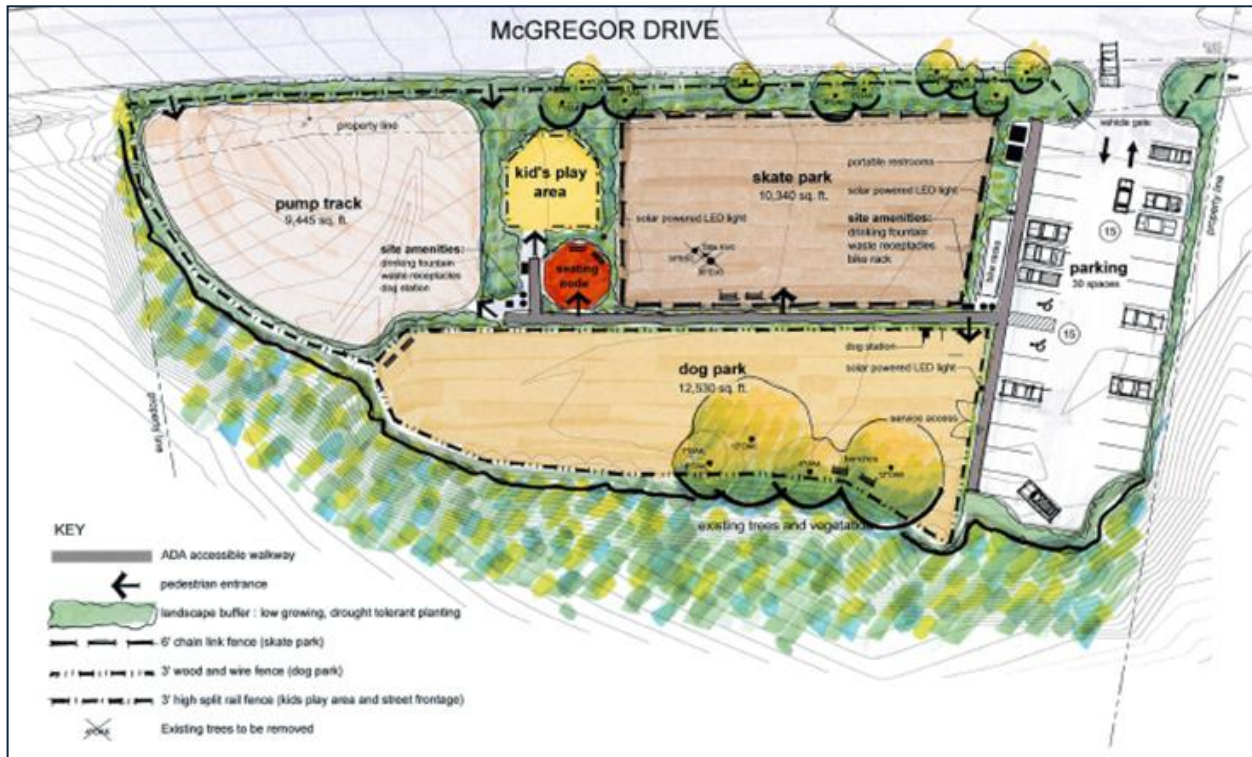 McGREGOR DRIVE
property line
kid's play
area
pump track
9,445 sq. ft.
skate park
10,340 sq. ft.
solar powered LED light
site amenities:
drinking fountain
waste receptacles
dog station
seating
node
portable restrooms
solar powered LED light
site amenities:
drinking fountain
waste receptacles
bike rack
bike racks
vehicle gate
property line
15
parking
30 spaces
15
dog park
12,530 sq. ft.
dog station
solar powered LED light
service access
benches
existing trees and vegetation
property line
KEY
ADA accessible walkway
pedestrian entrance
landscape buffer : low growing, drought tolerant planting
6' chain link fence (skate park)
3' wood and wire fence (dog park)
3' high split rail fence (kids play area and street frontage)
Existing trees to be removed